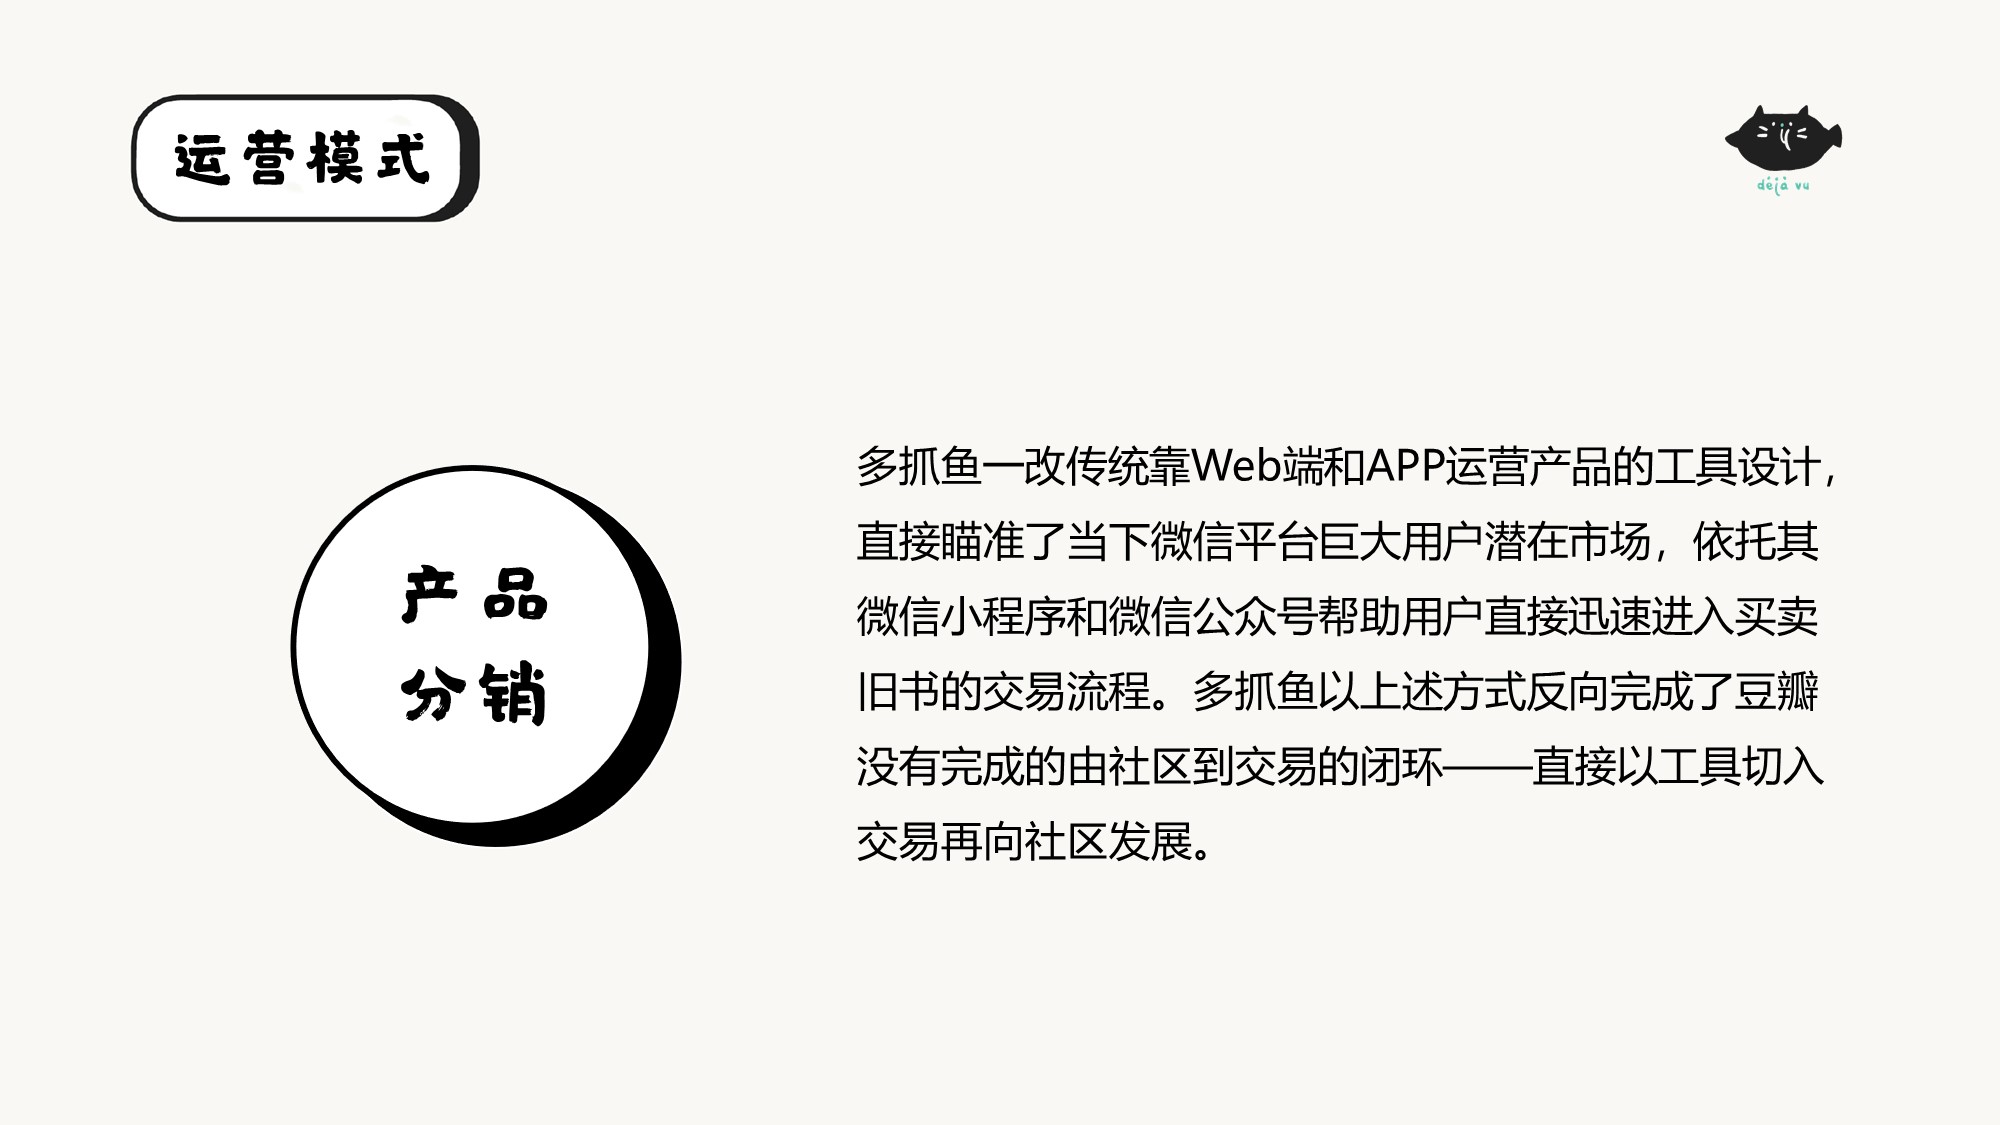 运营模式
déjà vu
产品
分销
多抓鱼一改传统靠Web端和APP运营产品的工具设计，
直接瞄准了当下微信平台巨大用户潜在市场，依托其
微信小程序和微信公众号帮助用户直接迅速进入买卖
旧书的交易流程。多抓鱼以上述方式反向完成了豆瓣
没有完成的由社区到交易的闭环——直接以工具切入
交易再向社区发展。